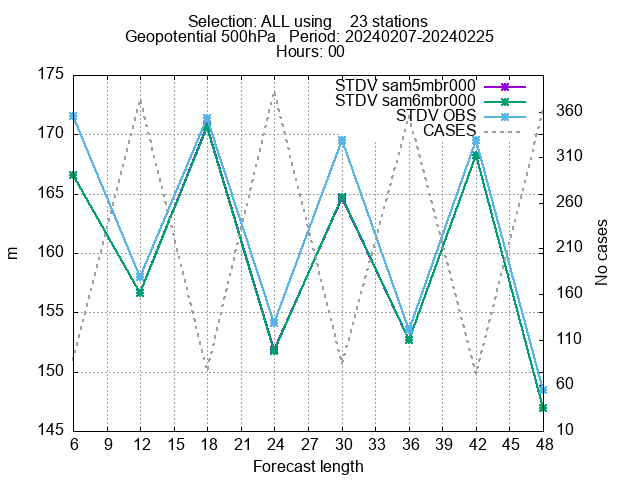 Selection: ALL using    23 stations
Geopotential 500hPa   Period: 20240207-20240225
Hours: 00
STDV sam5mbr000
STDV sam6mbr000
STDV OBS
CASES
175
170
165
160
155
150
145
m
360
310
260
210
160
110
60
10
No cases
6 9 12 15 18 21 24 27 30 33 36 39 42 45 48
Forecast length